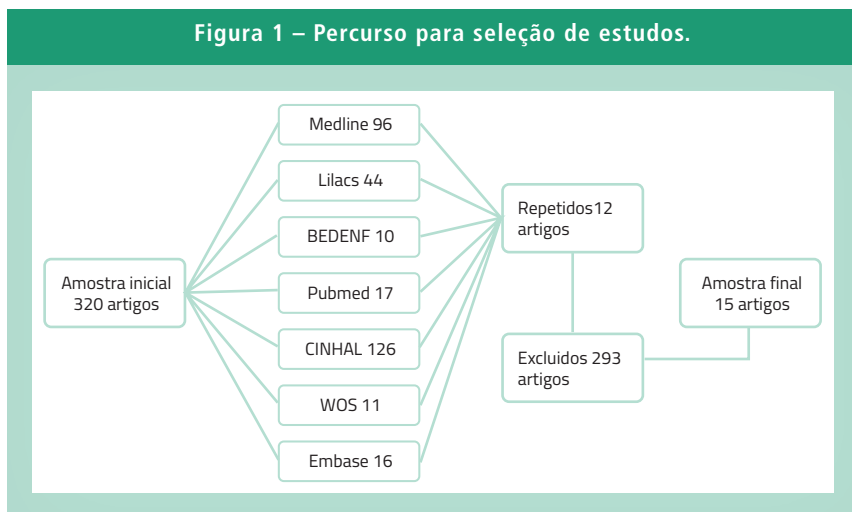 Figura 1 – Percurso para seleção de estudos.
Amostra inicial
320 artigos
Medline 96
Lilacs 44
BEDENF 10
Pubmed 17
CINHAL 126
WOS 11
Embase 16
Repetidos12
artigos
Excluidos 293
artigos
Amostra final
15 artigos